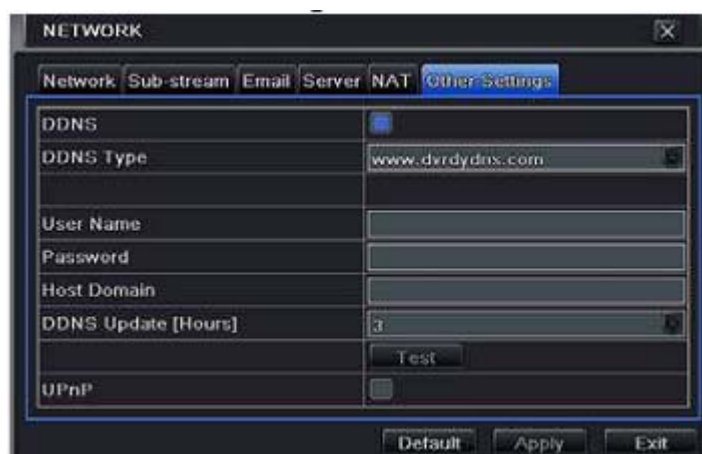 NETWORK
Network Sub-stream Email Server NAT Other Settings
DDNS
DDNS Type www.dvrdydns.com
User Name
Password
Host Domain
DDNS Update [Hours] 3
Test
UPnP
Default Apply Exit